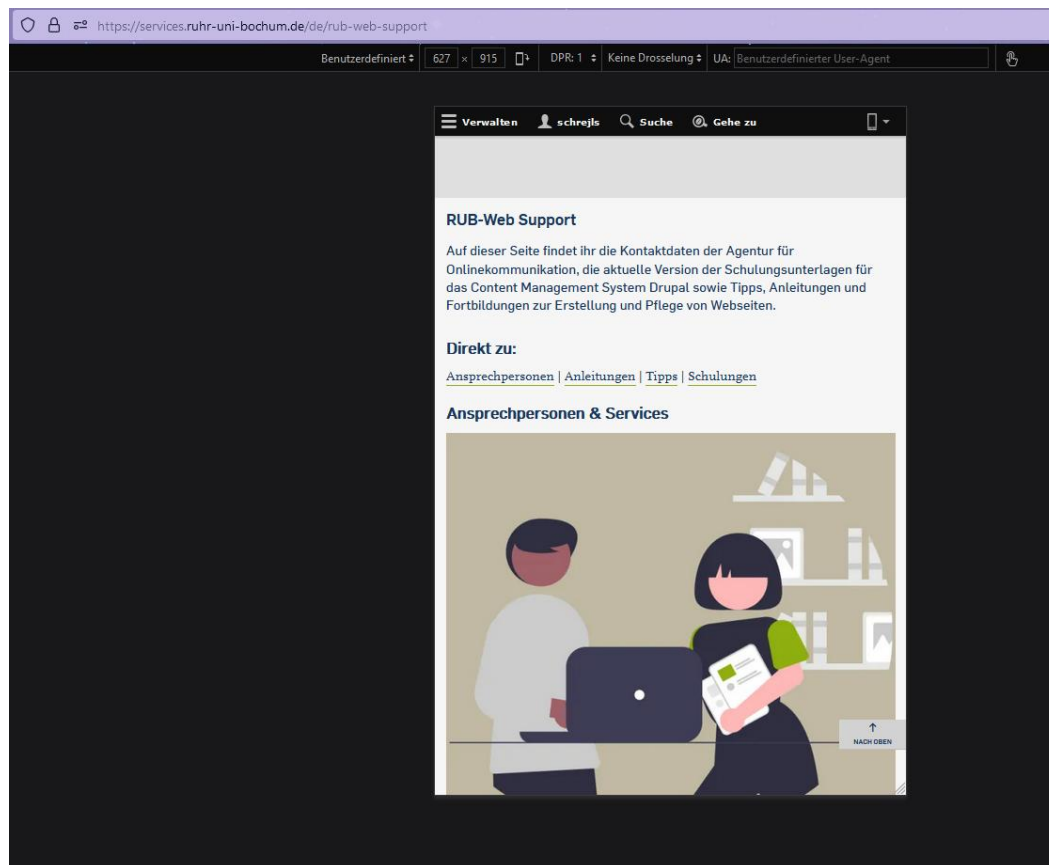 https://services.ruhr-uni-bochum.de/de/rub-web-support
Benutzerdefiniert 627 × 915 DPR: 1 Keine Drosselung UA: Benutzerdefinierter User-Agent
Verwalten schrejls Suche Gehe zu
RUB-Web Support
Auf dieser Seite findet ihr die Kontaktdaten der Agentur für
Onlinekommunikation, die aktuelle Version der Schulungsunterlagen für
das Content Management System Drupal sowie Tipps, Anleitungen und
Fortbildungen zur Erstellung und Pflege von Webseiten.
Direkt zu:
Ansprechpersonen | Anleitungen | Tipps | Schulungen
Ansprechpersonen & Services
NACH OBEN